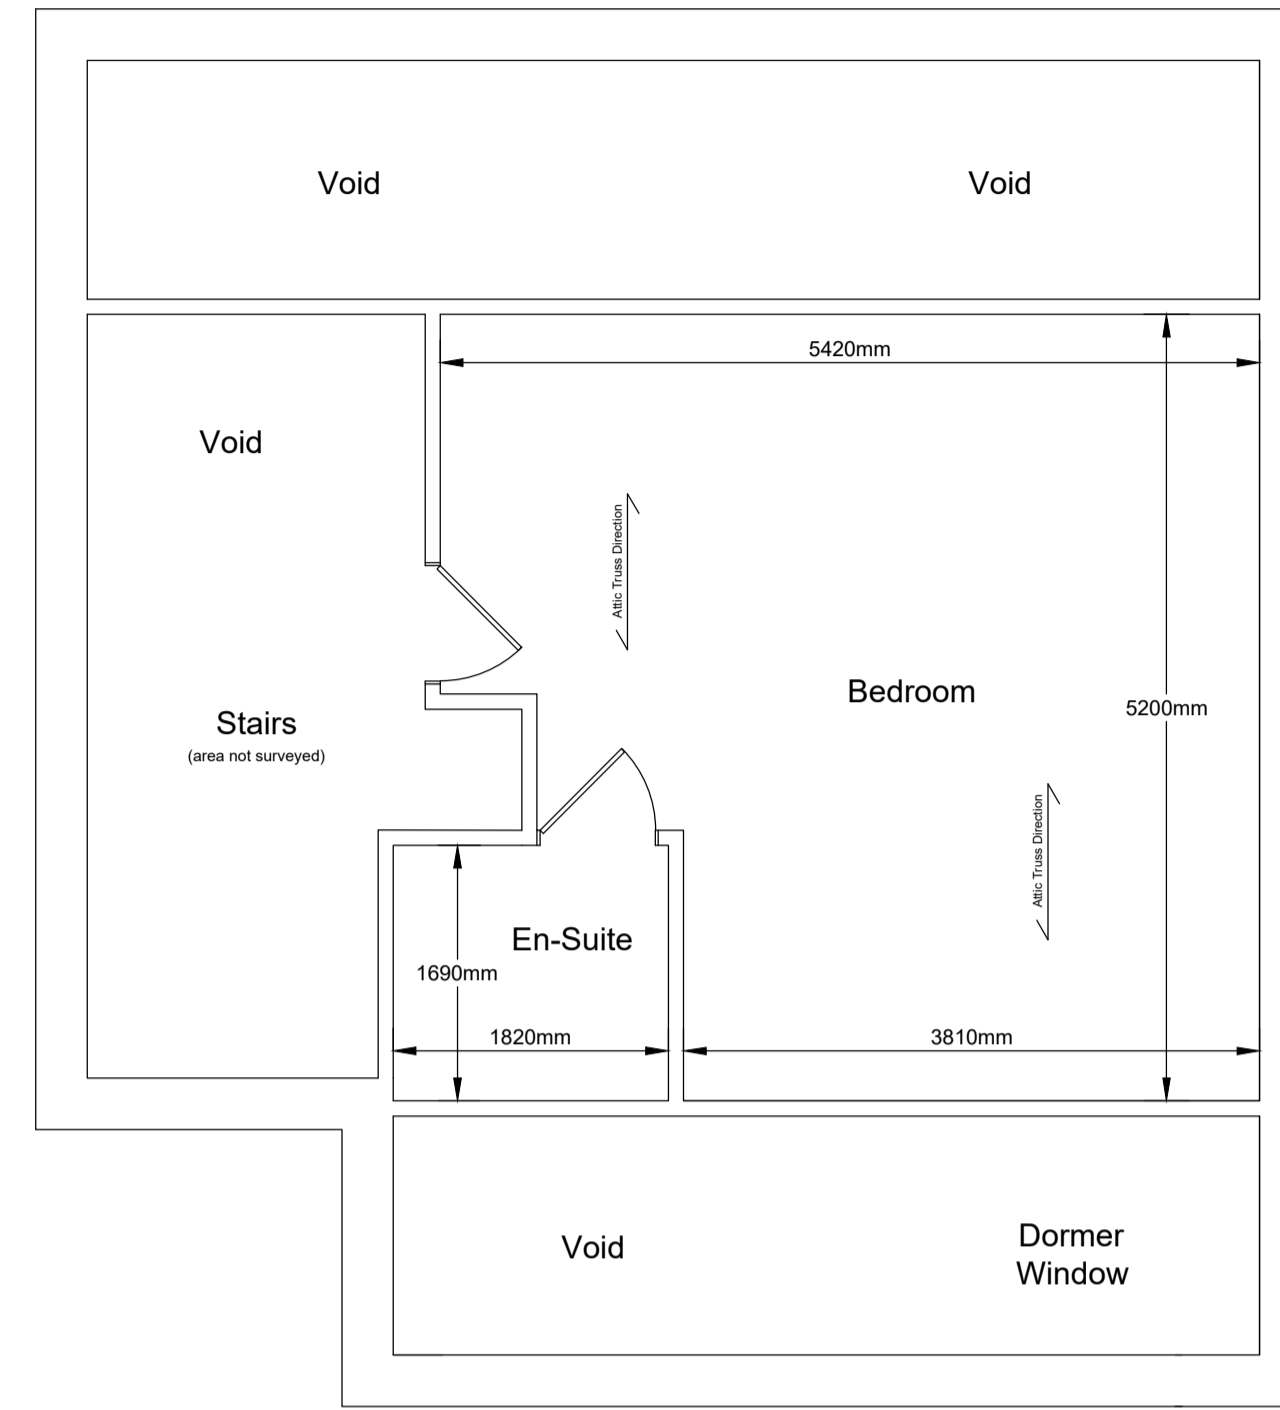 Void
Void
5420mm
Void
Attic Truss Direction
Bedroom
5200mm
Stairs
(area not surveyed)
Attic Truss Direction
En-Suite
1690mm
1820mm
3810mm
Void
Dormer
Window